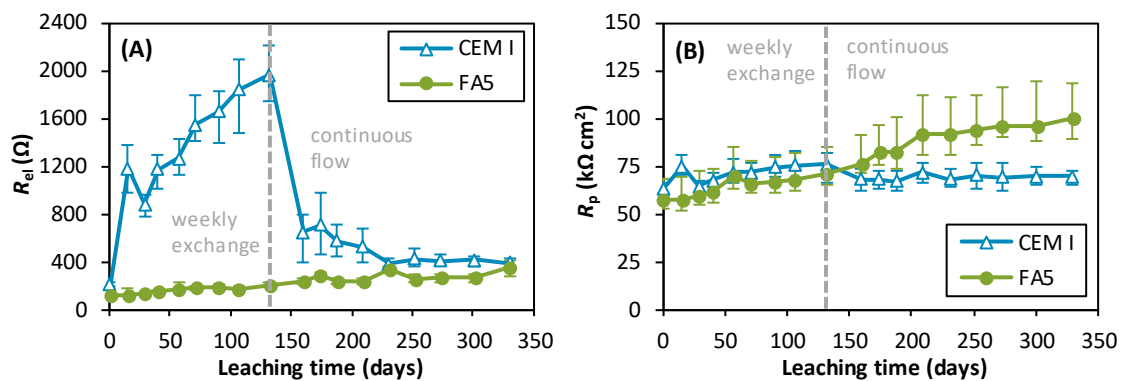 (A)
CEM I
FA5
weekly
exchange
continuous
flow
2400
2000
1600
1200
800
400
0
R_el (Ω)
0 50 100 150 200 250 300 350
Leaching time (days)
(B)
weekly
exchange
continuous
flow
CEM I
FA5
150
125
100
75
50
25
0
R_p (kΩ cm²)
0 50 100 150 200 250 300 350
Leaching time (days)